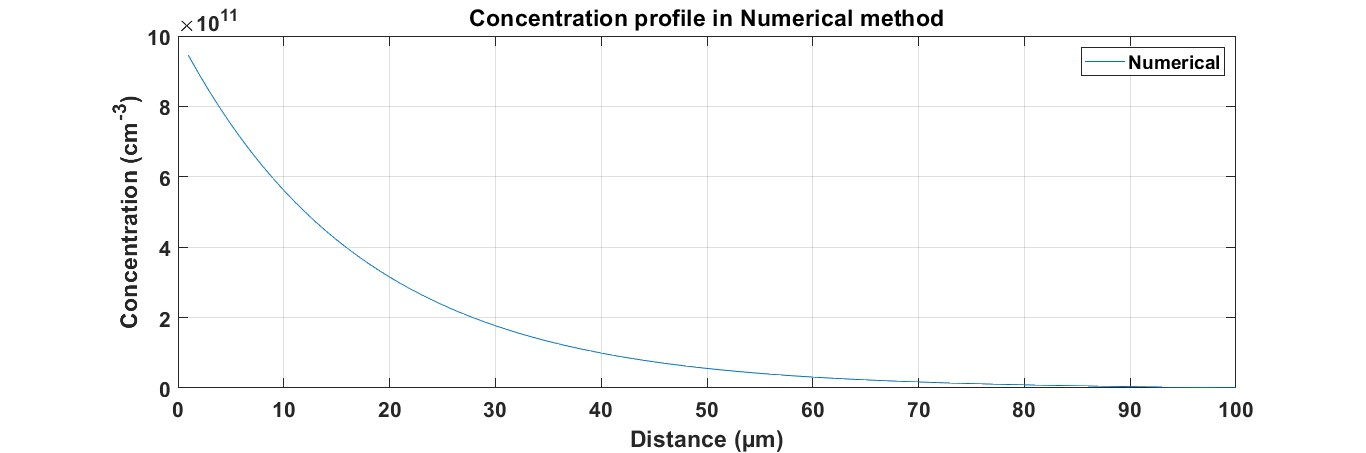 Concentration profile in Numerical method
×10^11
Numerical
10
8
6
4
2
0
Concentration (cm^-3)
0 10 20 30 40 50 60 70 80 90 100
Distance (µm)